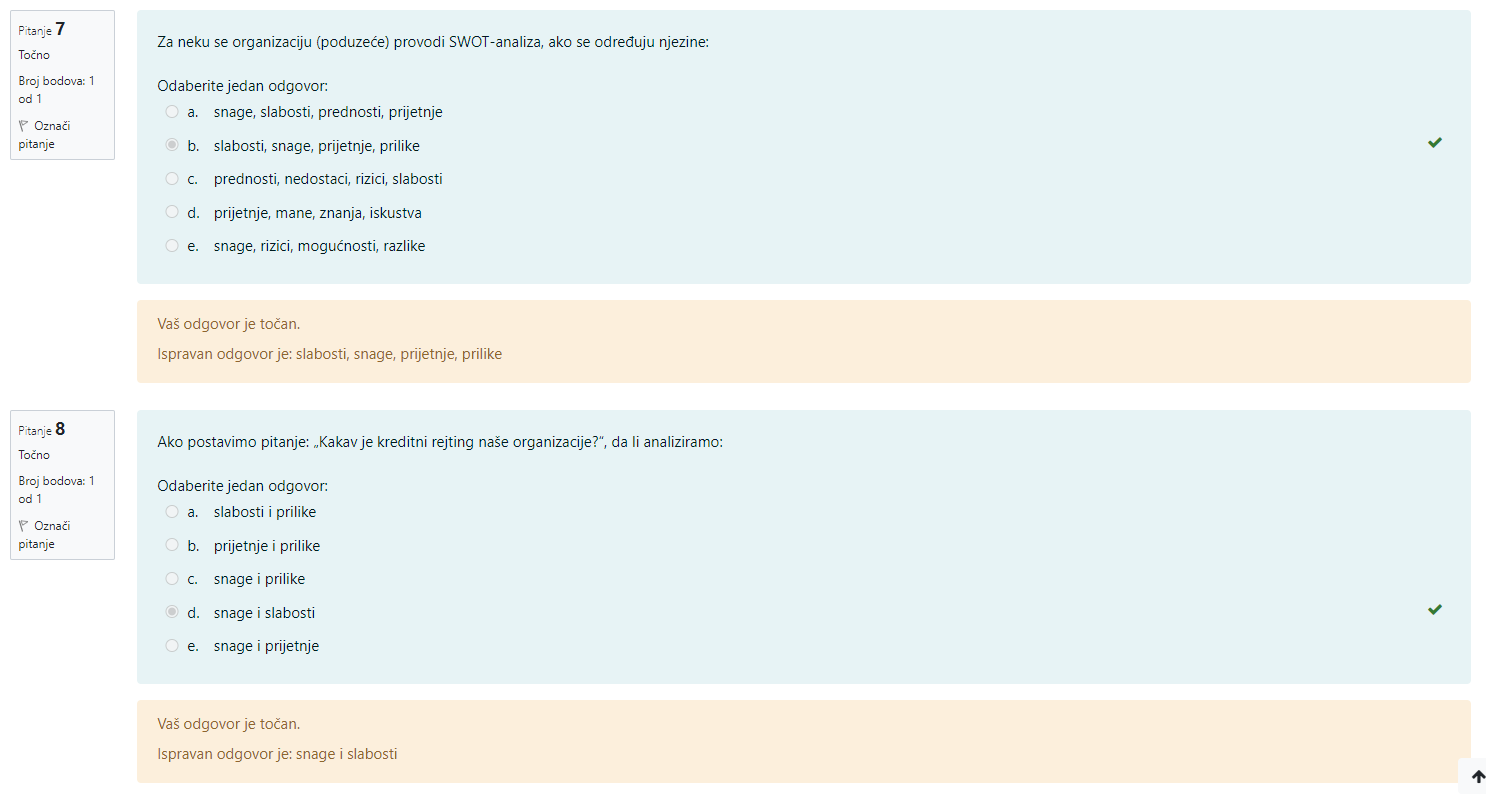 Pitanje 7
Točno
Broj bodova: 1
od 1
Označi
pitanje
Za neku se organizaciju (poduzeće) provodi SWOT-analiza, ako se određuju njezine:
Odaberite jedan odgovor:
a. snage, slabosti, prednosti, prijetnje
b. slabosti, snage, prijetnje, prilike
c. prednosti, nedostaci, rizici, slabosti
d. prijetnje, mane, znanja, iskustva
e. snage, rizici, mogućnosti, razlike
Vaš odgovor je točan.
Ispravan odgovor je: slabosti, snage, prijetnje, prilike
Pitanje 8
Točno
Broj bodova: 1
od 1
Označi
pitanje
Ako postavimo pitanje: „Kakav je kreditni rejting naše organizacije?“, da li analiziramo:
Odaberite jedan odgovor:
a. slabosti i prilike
b. prijetnje i prilike
c. snage i prilike
d. snage i slabosti
e. snage i prijetnje
Vaš odgovor je točan.
Ispravan odgovor je: snage i slabosti